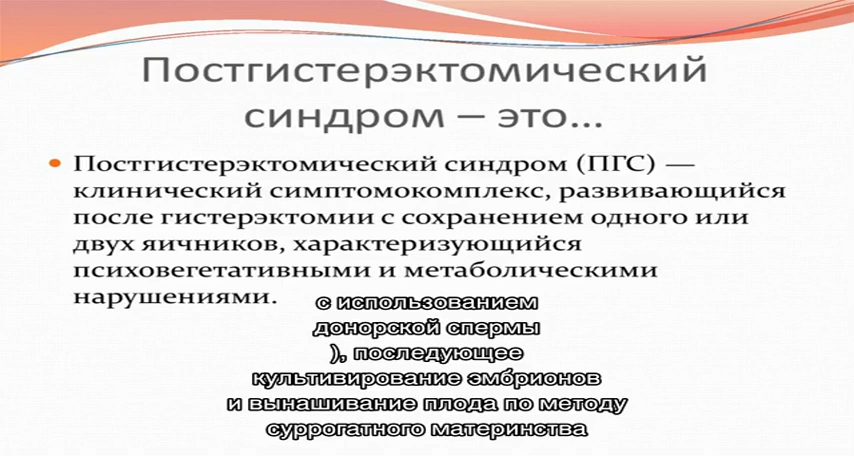 Постгистерэктомический
синдром – это...
• Постгистерэктомический синдром (ПГС) —
клинический симптомокомплекс, развивающийся
после гистерэктомии с сохранением одного или
двух яичников, характеризующийся
психовегетативными и метаболическими
нарушениями.
с использованием
донорской спермы
), последующее
культивирование эмбрионов
и вынашивание плода по методу
суррогатного материнства